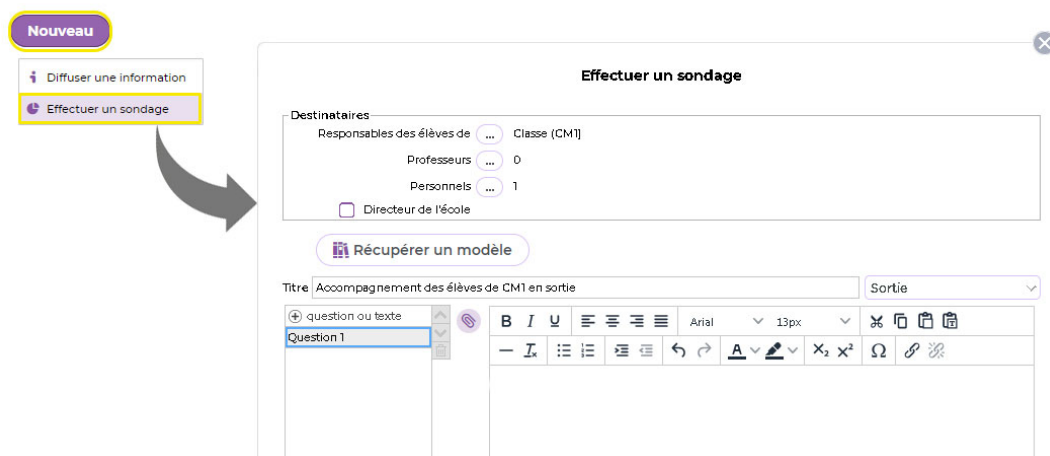 Nouveau
Diffuser une information
Effectuer un sondage
Effectuer un sondage
Destinataires
Responsables des élèves de ... Classe (CM1)
Professeurs ... 0
Personnels ... 1
Directeur de l'école
Récupérer un modèle
Titre Accompagnement des élèves de CM1 en sortie Sortie
question ou texte
Question 1
B I U Arial 13px
I A X₂ X² Ω